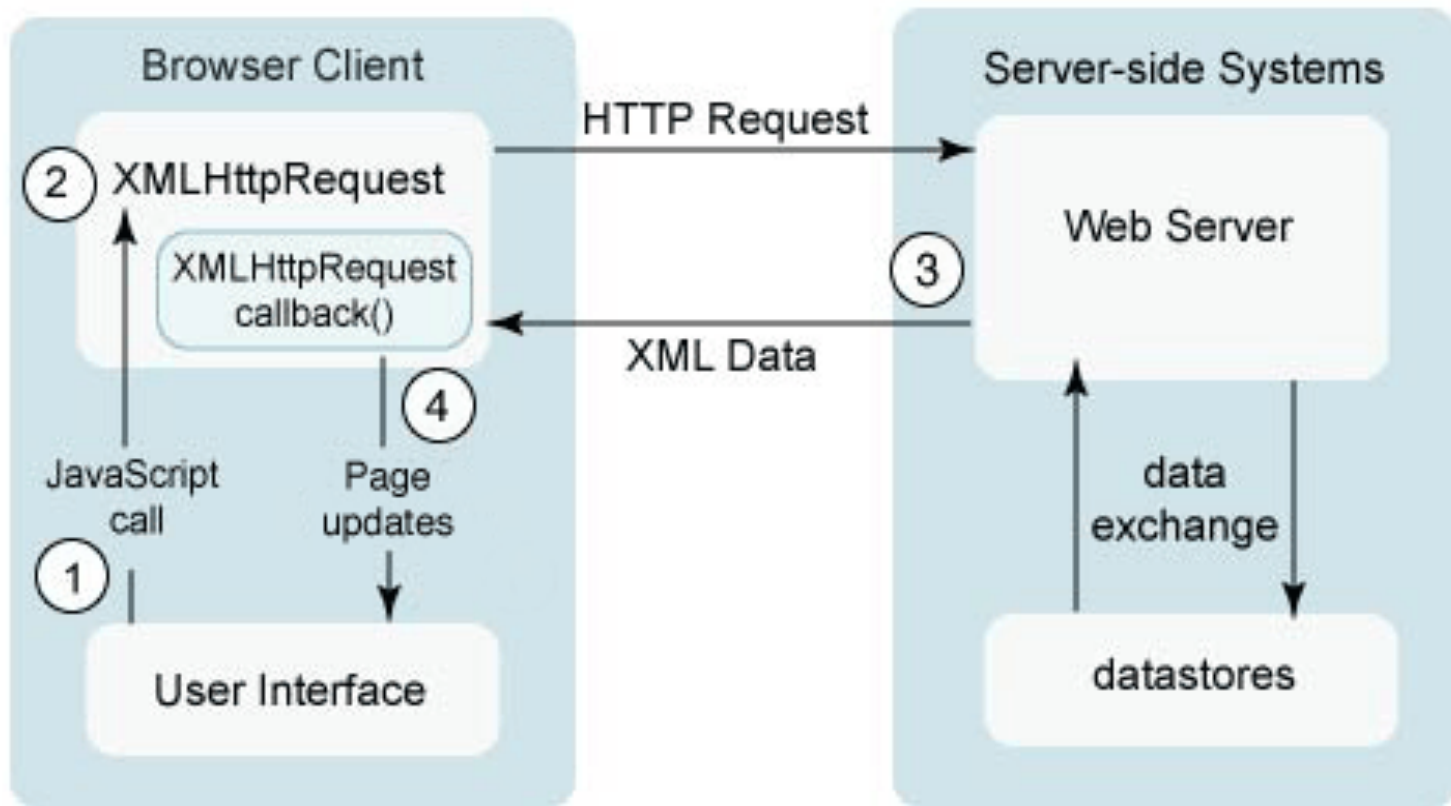 Browser Client
Server-side Systems
HTTP Request
2
XMLHttpRequest
Web Server
XMLHttpRequest
callback()
3
XML Data
4
JavaScript
call
Page
updates
data
exchange
1
User Interface
datastores